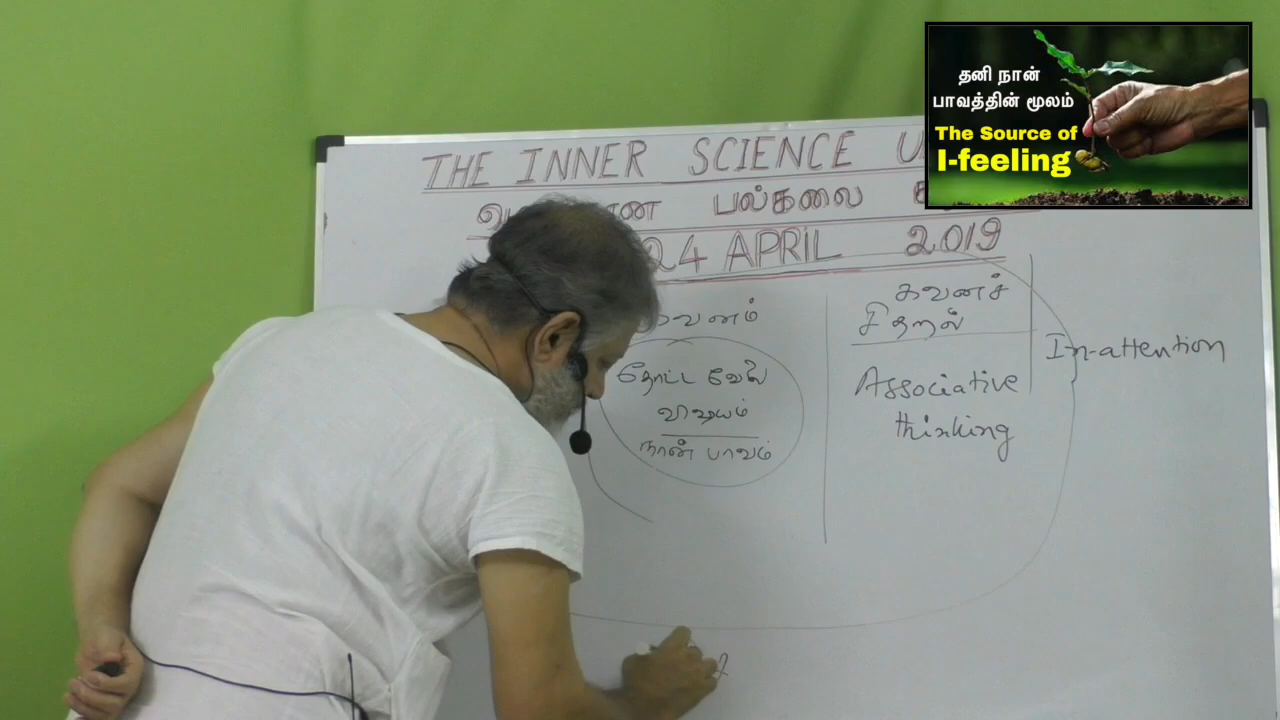 தனி நான்
பாவத்தின் மூலம்
The Source of
I-feeling
THE INNER SCIENCE
பல்கலை
24 APRIL 2019
கவனச்
சிதறல்
In-attention
தோட்ட வேலை
விஷயம்
நான் பாவம்
Associative
thinking